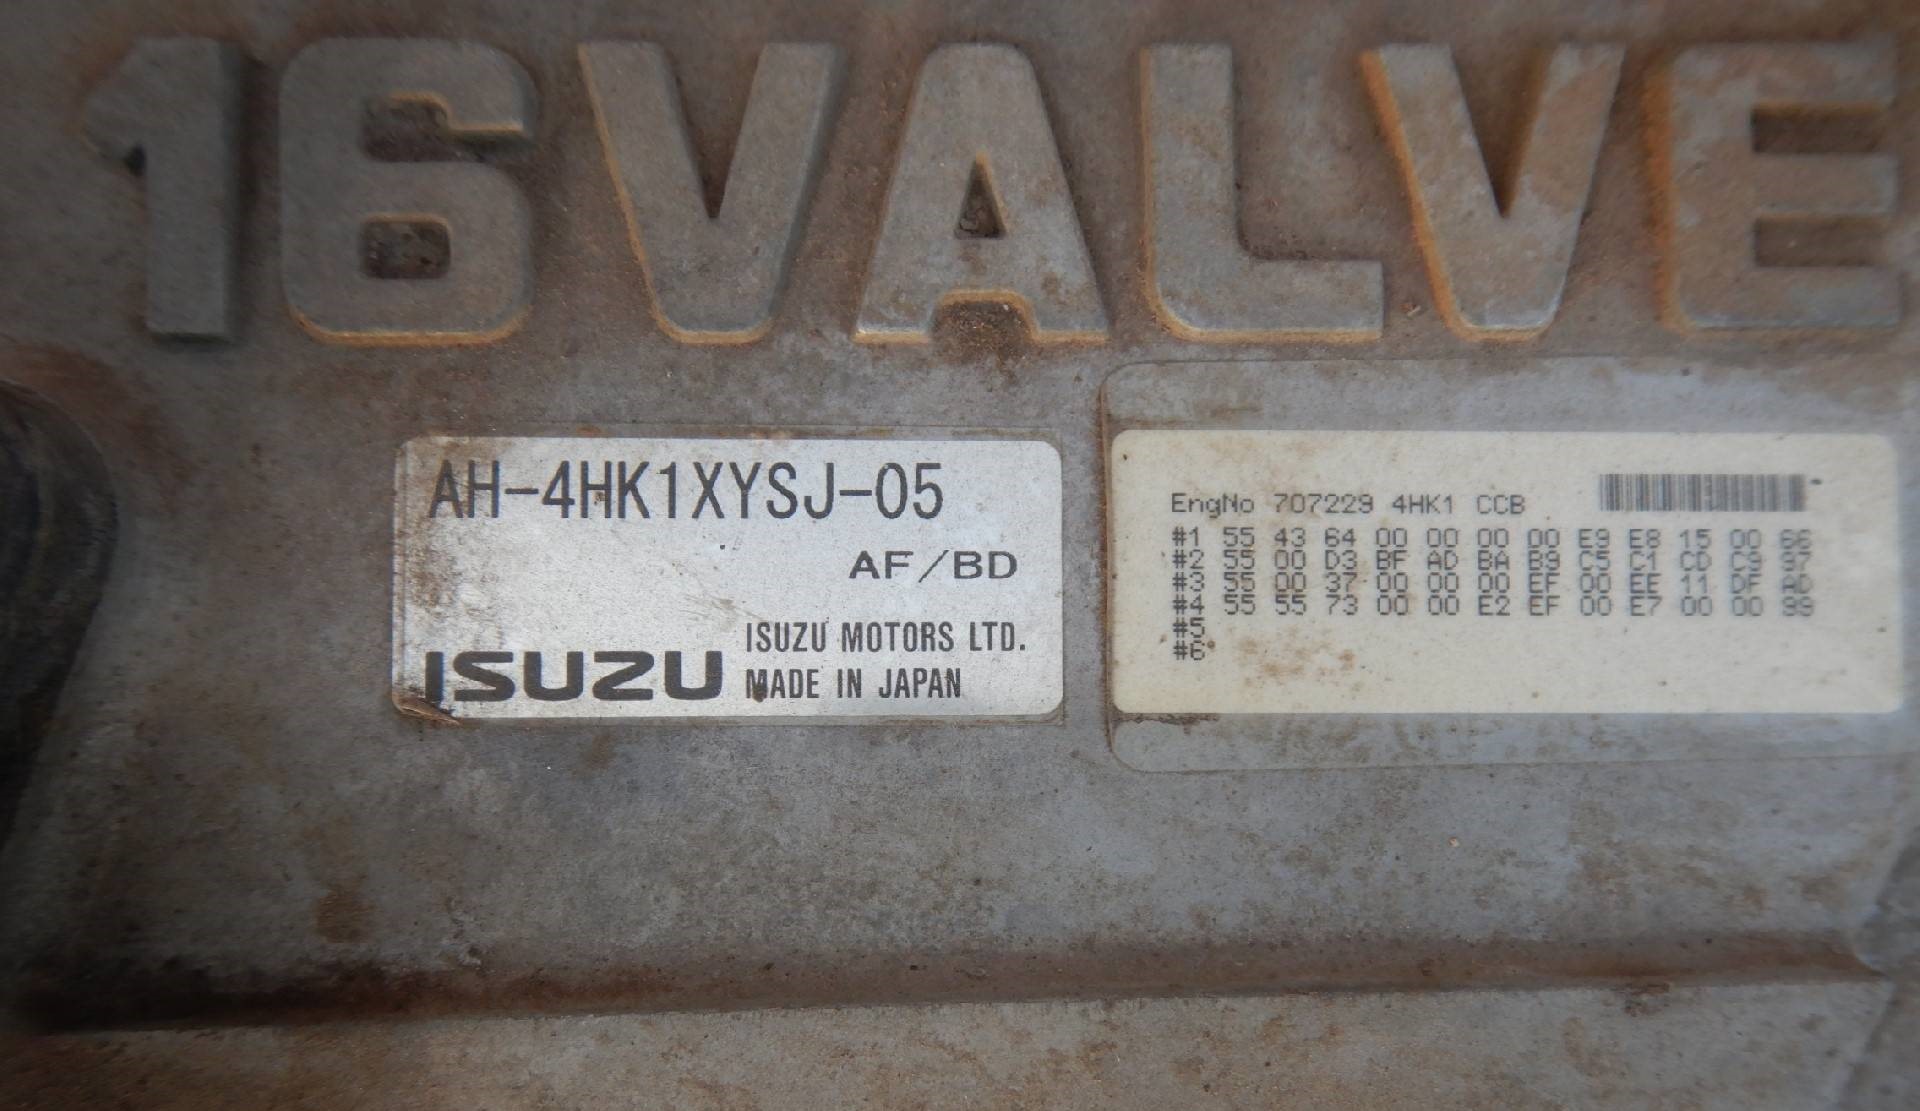 16VALVE
AH-4HK1XYSJ-05
AF/BD
ISUZU
ISUZU MOTORS LTD.
MADE IN JAPAN
EngNo 707229 4HK1 CCB
#1 55 43 64 00 00 00 00 E9 E8 15 00 66
#2 55 00 D3 BF AD BA B9 C5 C1 CD C9 97
#3 55 00 37 00 00 00 EF 00 EE 11 DF AD
#4 55 55 73 00 00 E2 EF 00 E7 00 00 99
#5
#6